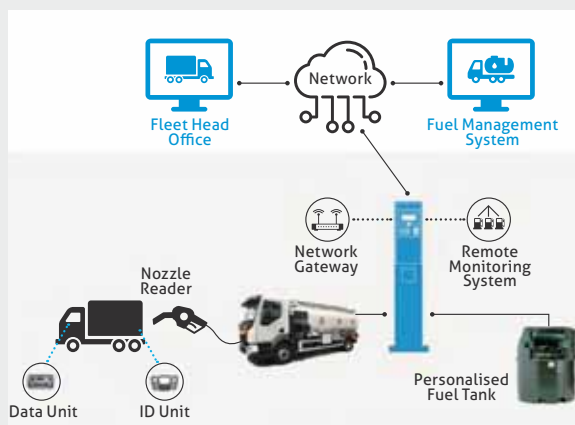 Network
Fleet Head
Office
Fuel Management
System
Network
Gateway
Remote
Monitoring
System
Nozzle
Reader
Data Unit
ID Unit
Personalised
Fuel Tank